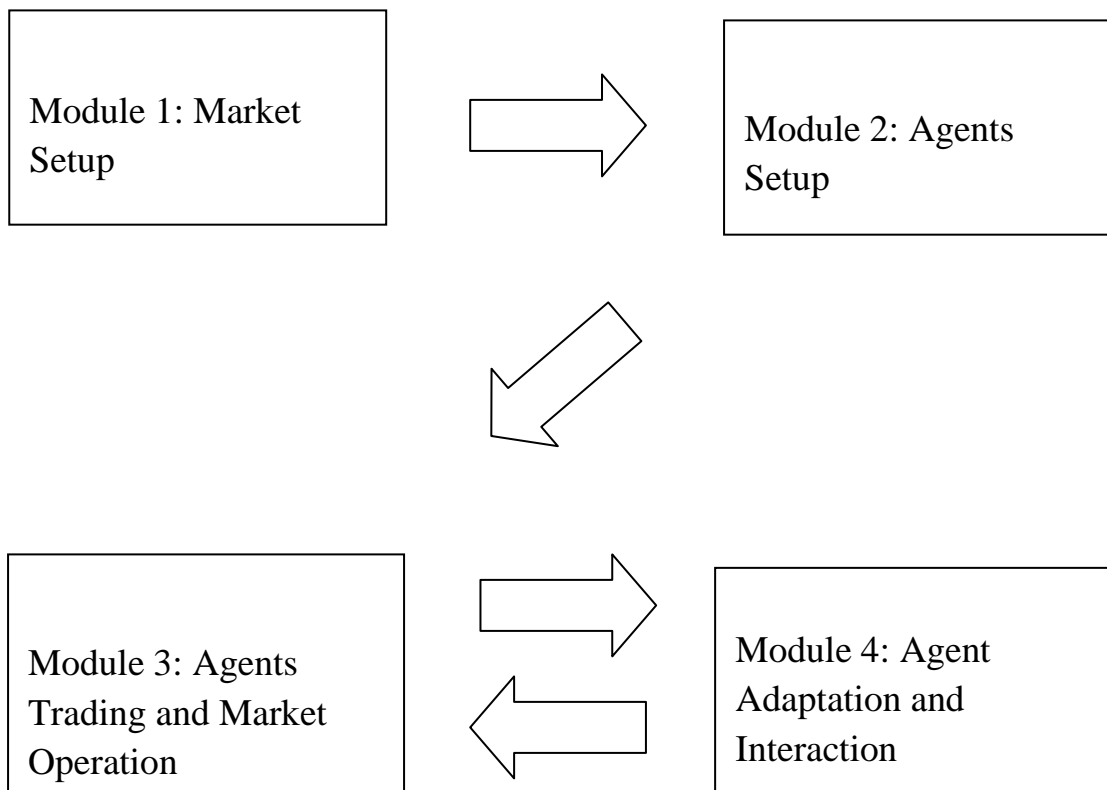 Module 1: Market
Setup
Module 2: Agents
Setup
Module 3: Agents
Trading and Market
Operation
Module 4: Agent
Adaptation and
Interaction